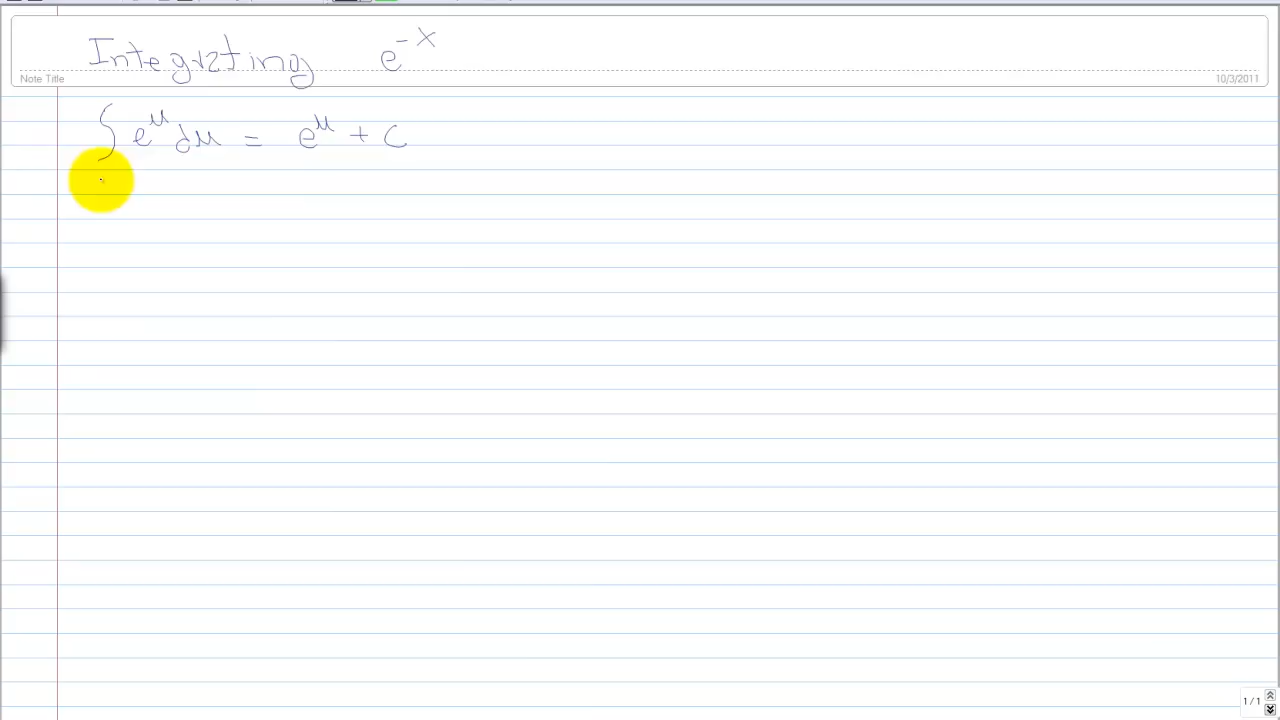 Integrating e^{-x}
Note Title 10/3/2011
∫ e^u du = e^u + c
1 / 1